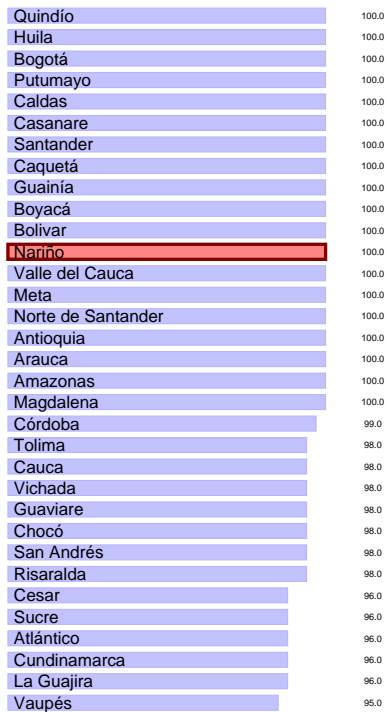 Quindío 100.0
Huila 100.0
Bogotá 100.0
Putumayo 100.0
Caldas 100.0
Casanare 100.0
Santander 100.0
Caquetá 100.0
Guainía 100.0
Boyacá 100.0
Bolivar 100.0
Nariño 100.0
Valle del Cauca 100.0
Meta 100.0
Norte de Santander 100.0
Antioquia 100.0
Arauca 100.0
Amazonas 100.0
Magdalena 100.0
Córdoba 99.0
Tolima 98.0
Cauca 98.0
Vichada 98.0
Guaviare 98.0
Chocó 98.0
San Andrés 98.0
Risaralda 98.0
Cesar 96.0
Sucre 96.0
Atlántico 96.0
Cundinamarca 96.0
La Guajira 96.0
Vaupés 95.0